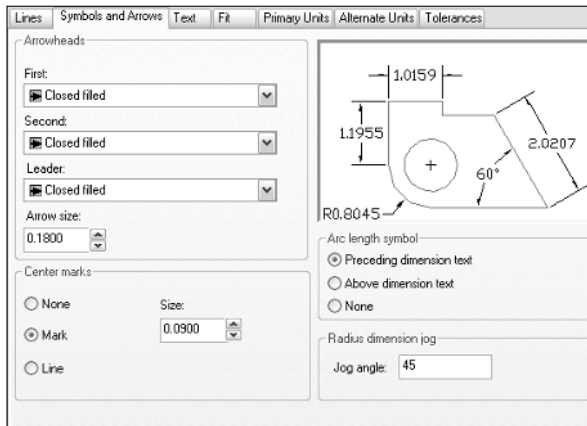 Lines Symbols and Arrows Text Fit Primary Units Alternate Units Tolerances
Arrowheads
First:
Closed filled
Second:
Closed filled
Leader:
Closed filled
Arrow size:
0.1800
Center marks
None
Size:
Mark
0.0900
Line
1.0159
1.1955
2.0207
60°
R0.8045
Arc length symbol
Preceding dimension text
Above dimension text
None
Radius dimension jog
Jog angle: 45